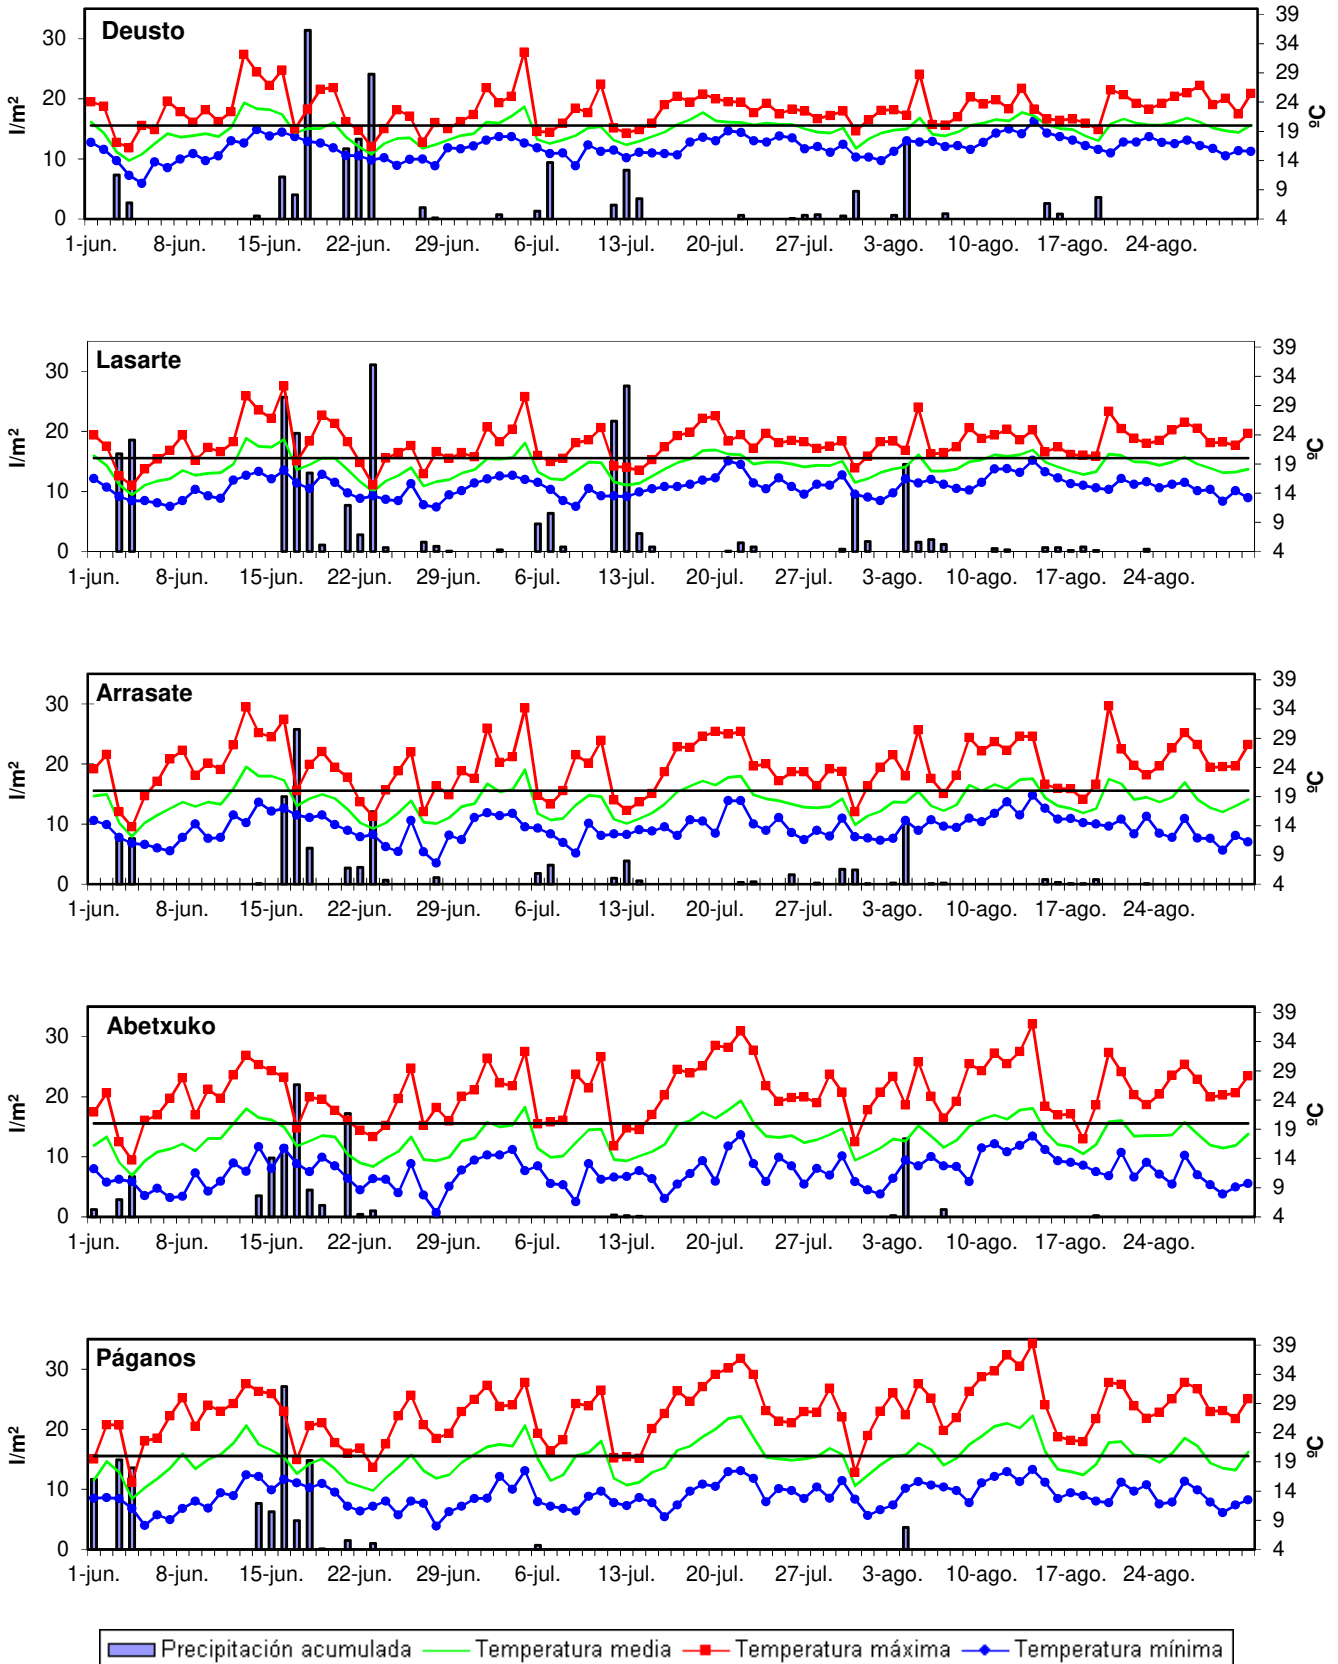 Deusto
l/m²
30
20
10
0
39
34
29
24
19
14
9
4
ºC
1-jun. 8-jun. 15-jun. 22-jun. 29-jun. 6-jul. 13-jul. 20-jul. 27-jul. 3-ago. 10-ago. 17-ago. 24-ago.
Lasarte
l/m²
30
20
10
0
39
34
29
24
19
14
9
4
ºC
1-jun. 8-jun. 15-jun. 22-jun. 29-jun. 6-jul. 13-jul. 20-jul. 27-jul. 3-ago. 10-ago. 17-ago. 24-ago.
Arrasate
l/m²
30
20
10
0
39
34
29
24
19
14
9
4
ºC
1-jun. 8-jun. 15-jun. 22-jun. 29-jun. 6-jul. 13-jul. 20-jul. 27-jul. 3-ago. 10-ago. 17-ago. 24-ago.
Abetxuko
l/m²
30
20
10
0
39
34
29
24
19
14
9
4
ºC
1-jun. 8-jun. 15-jun. 22-jun. 29-jun. 6-jul. 13-jul. 20-jul. 27-jul. 3-ago. 10-ago. 17-ago. 24-ago.
Páganos
l/m²
30
20
10
0
39
34
29
24
19
14
9
4
ºC
1-jun. 8-jun. 15-jun. 22-jun. 29-jun. 6-jul. 13-jul. 20-jul. 27-jul. 3-ago. 10-ago. 17-ago. 24-ago.
Precipitación acumulada Temperatura media Temperatura máxima Temperatura mínima